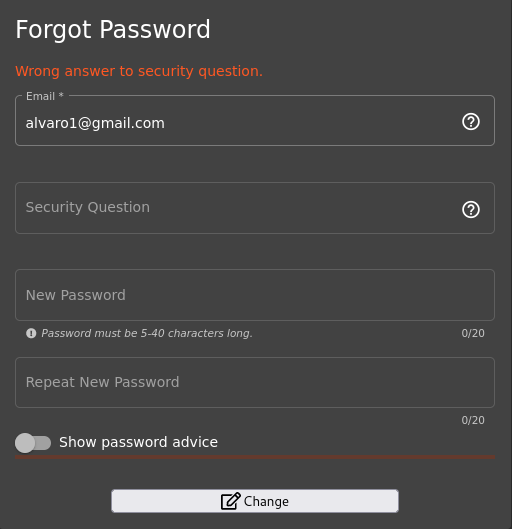 Forgot Password
Wrong answer to security question.
Email *
alvaro1@gmail.com
Security Question
New Password
Password must be 5-40 characters long. 0/20
Repeat New Password
0/20
Show password advice
Change